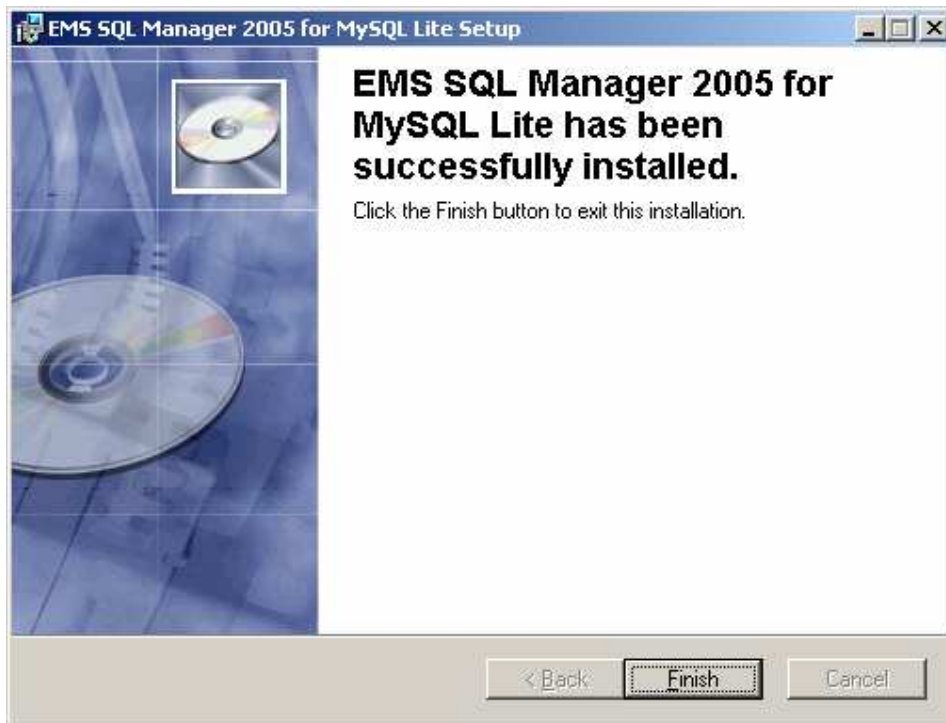 EMS SQL Manager 2005 for MySQL Lite Setup
EMS SQL Manager 2005 for
MySQL Lite has been
successfully installed.
Click the Finish button to exit this installation.
< Back
Finish
Cancel